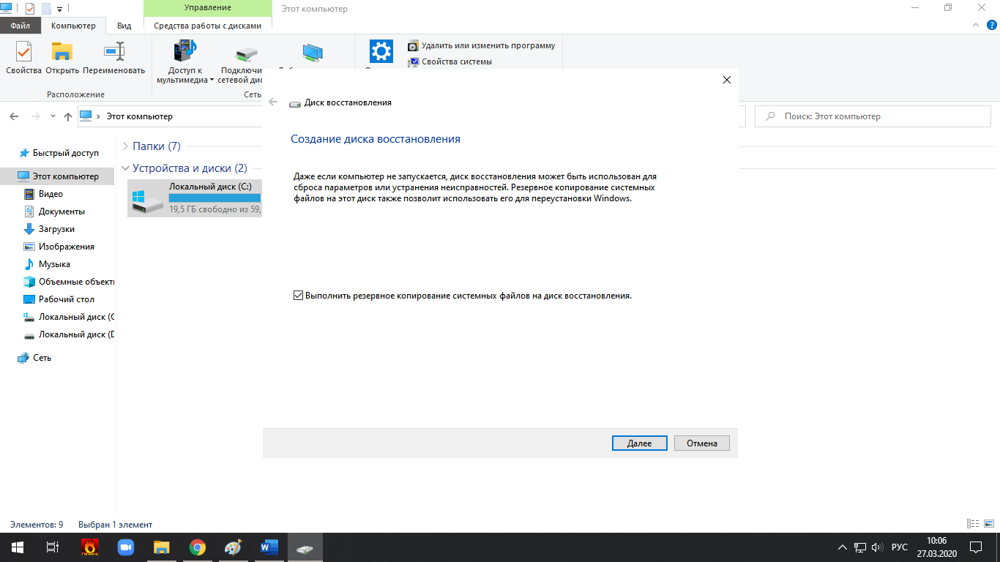 Управление
Этот компьютер
Файл
Компьютер
Вид
Средства работы с дисками
Свойства
Открыть
Переименовать
Доступ к
мультимедиа
Подключи
сетевой дис
Удалить или изменить программу
Свойства системы
Расположение
Сеть
Этот компьютер
Поиск: Этот компьютер
Быстрый доступ
Этот компьютер
Видео
Документы
Загрузки
Изображения
Музыка
Объемные объекты
Рабочий стол
Локальный диск (C
Локальный диск (D
Сеть
Папки (7)
Устройства и диски (2)
Локальный диск (C:)
19,5 ГБ свободно из 59,
Диск восстановления
Создание диска восстановления
Даже если компьютер не запускается, диск восстановления может быть использован для
сброса параметров или устранения неисправностей. Резервное копирование системных
файлов на этот диск также позволит использовать его для переустановки Windows.
Выполнить резервное копирование системных файлов на диск восстановления.
Далее
Отмена
Элементов: 9
Выбран 1 элемент
РУС
10:06
27.03.2020